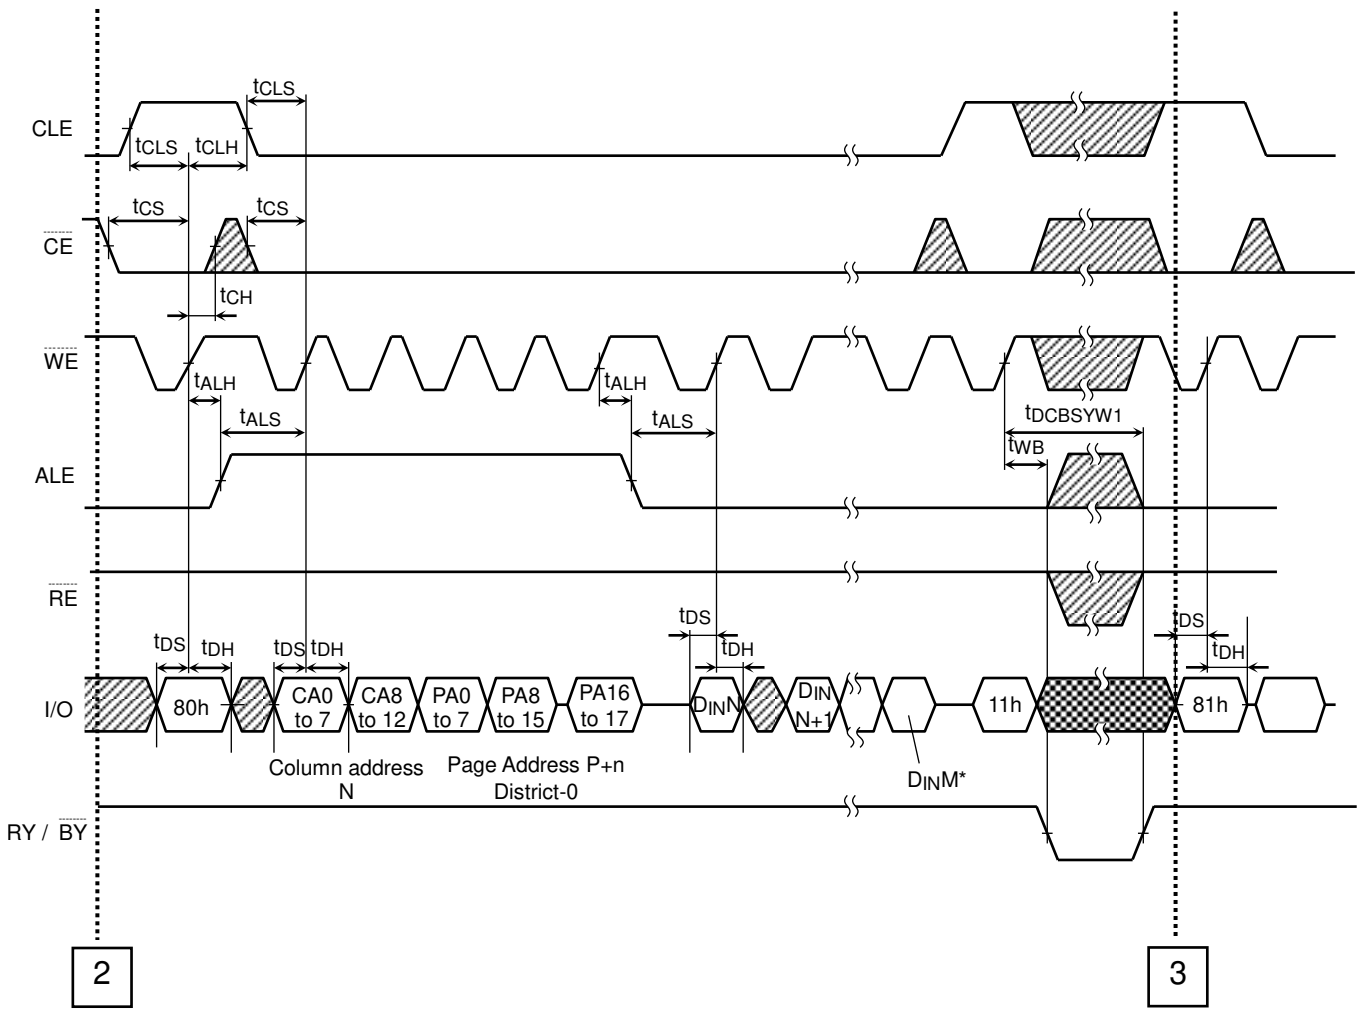 tCLS
CLE
tCLS
tCLH
tCS
tCS
CE
tCH
WE
tALH
tALH
tALS
tALS
tDCBSYW1
tWB
ALE
RE
tDS
tDH
tDS
tDH
tDS
tDH
tDS
tDH
I/O
80h
CA0
to 7
CA8
to 12
PA0
to 7
PA8
to 15
PA16
to 17
DINN
DIN
N+1
11h
81h
Column address
N
Page Address P+n
District-0
DINM*
RY / BY
2
3